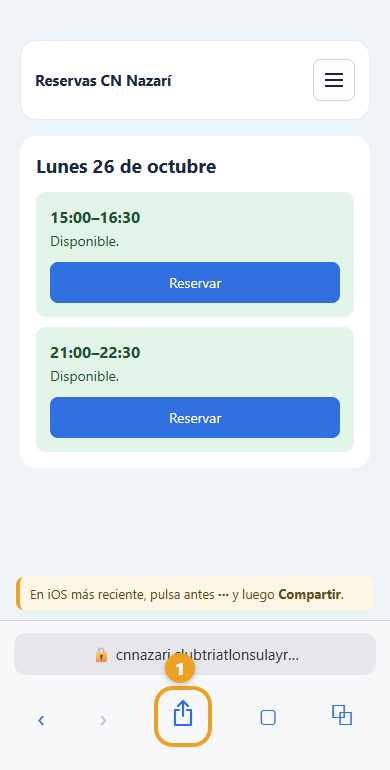 Reservas CN Nazarí
Lunes 26 de octubre
15:00–16:30
Disponible.
Reservar
21:00–22:30
Disponible.
Reservar
En iOS más reciente, pulsa antes ··· y luego Compartir.
cnnazari.clubtriatlonsulayr...
1